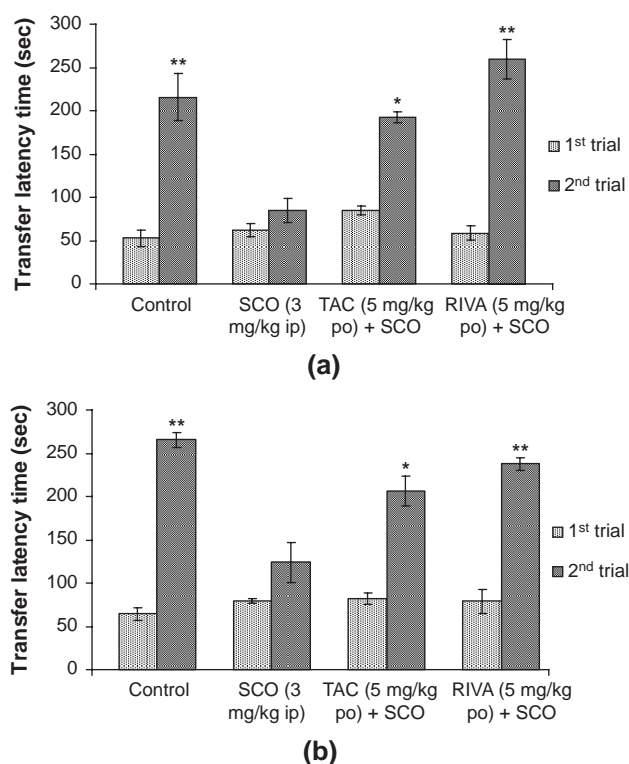 300
250
200
150
100
50
0
Transfer latency time (sec)
**
*
**
1st trial
2nd trial
Control
SCO (3 mg/kg ip)
TAC (5 mg/kg po) + SCO
RIVA (5 mg/kg po) + SCO
(a)
300
250
200
150
100
50
0
Transfer latency time (sec)
**
*
**
1st trial
2nd trial
Control
SCO (3 mg/kg ip)
TAC (5 mg/kg po) + SCO
RIVA (5 mg/kg po) + SCO
(b)